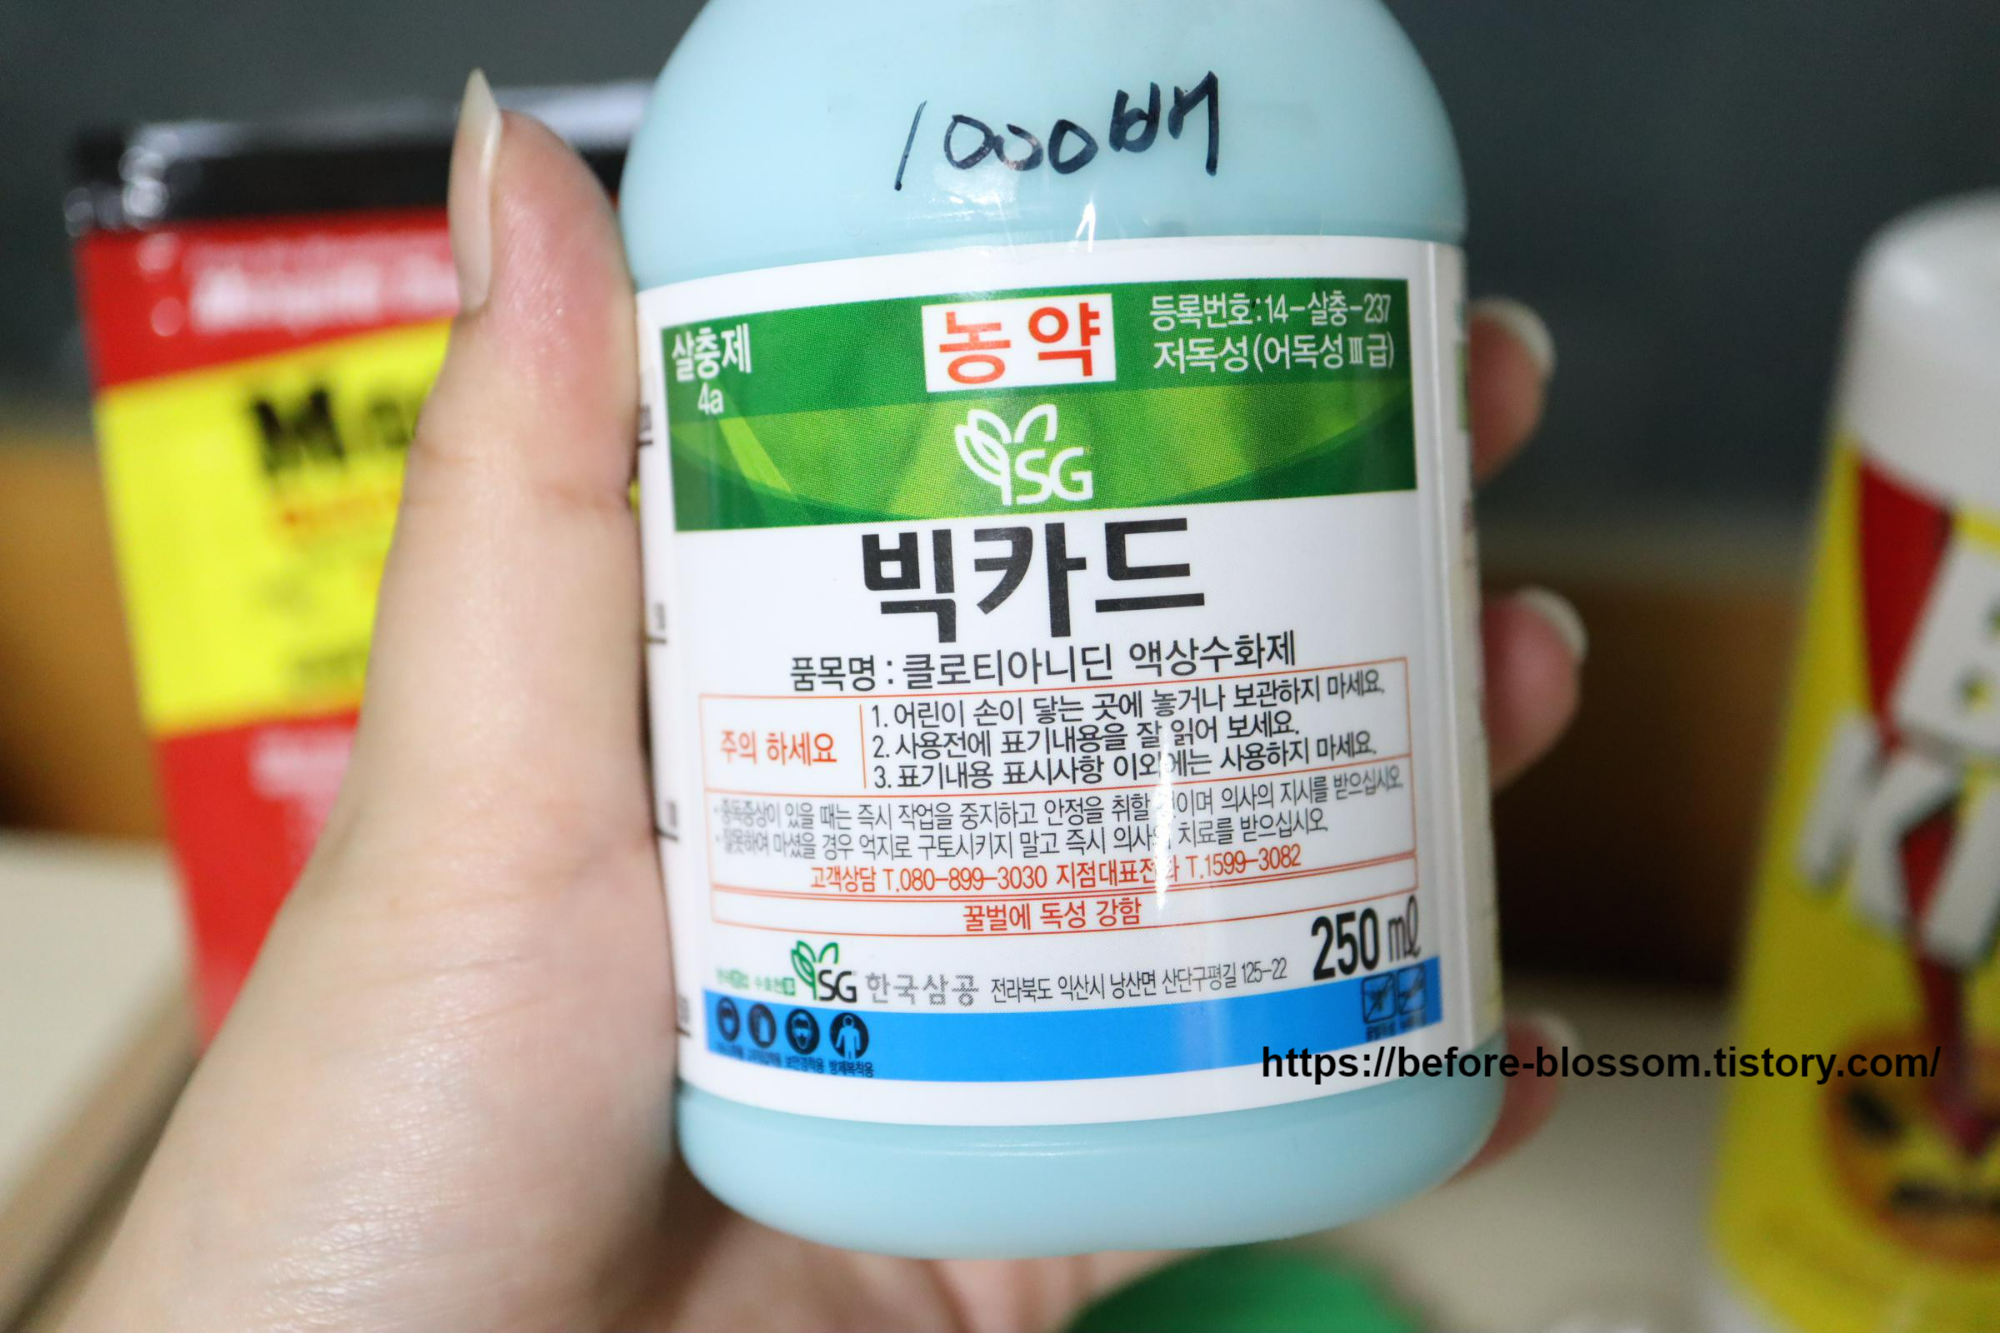 1000배
살충제
4a
농약
등록번호:14-살충-237
저독성(어독성Ⅲ급)
SG
빅카드
품목명 : 클로티아니딘 액상수화제
주의 하세요
1. 어린이 손이 닿는 곳에 놓거나 보관하지 마세요.
2. 사용전에 표기내용을 잘 읽어 보세요.
3. 표기내용 표시사항 이외에는 사용하지 마세요.
중독증상이 있을 때는 즉시 작업을 중지하고 안정을 취할 것이며 의사의 지시를 받으십시오.
잘못하여 마셨을 경우 억지로 구토시키지 말고 즉시 의사의 치료를 받으십시오.
고객상담 T.080-899-3030 지점대표전화 T.1599-3082
꿀벌에 독성 강함
250 ㎖
SG 한국삼공 전라북도 익산시 낭산면 산단구평길 125-22
https://before-blossom.tistory.com/